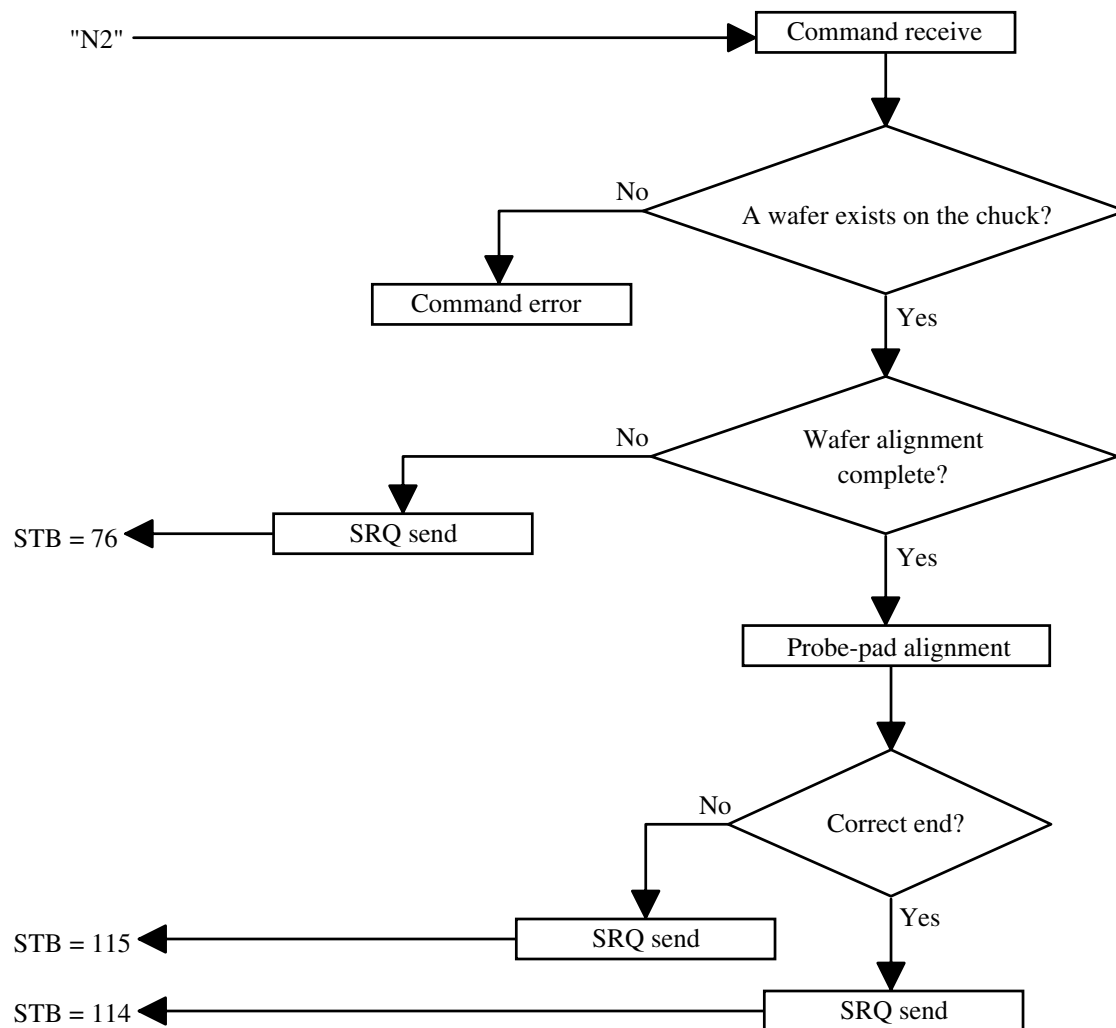 "N2"
Command receive
No
A wafer exists on the chuck?
Command error
Yes
No
Wafer alignment
complete?
STB = 76
SRQ send
Yes
Probe-pad alignment
No
Correct end?
Yes
STB = 115
SRQ send
STB = 114
SRQ send